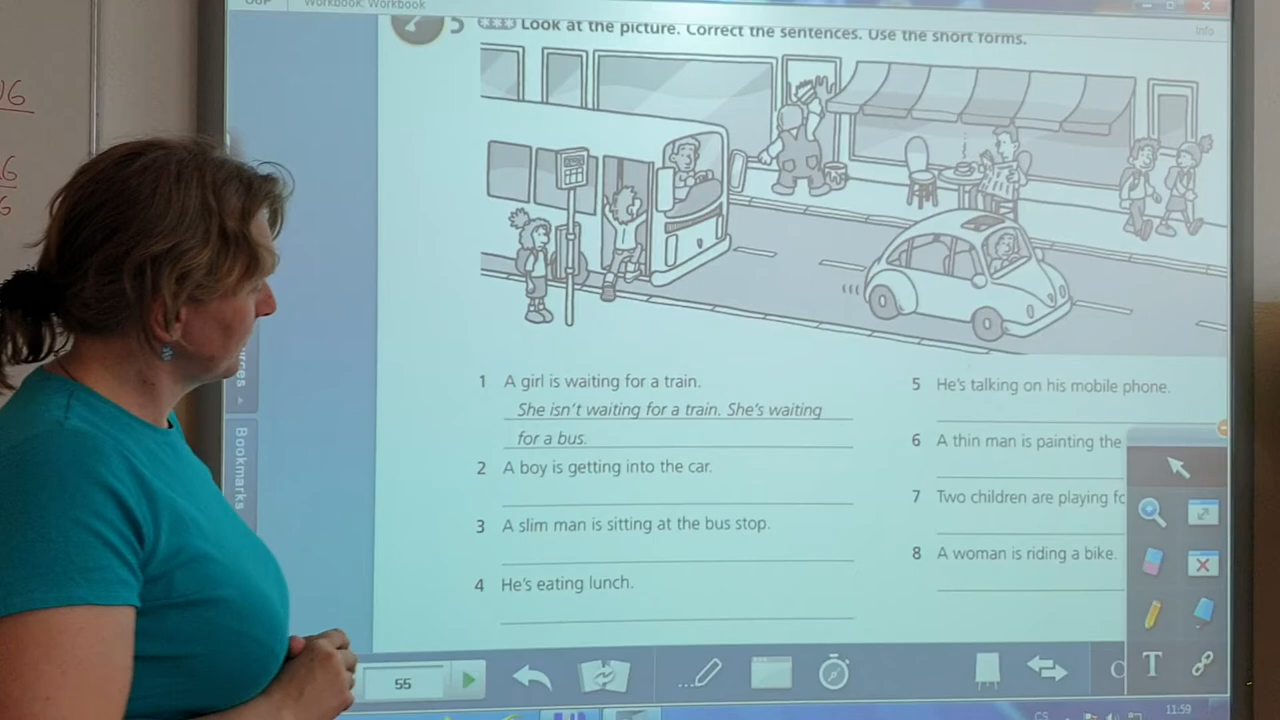 Workbook: Workbook
Info
5 *** Look at the picture. Correct the sentences. Use the short forms.
1 A girl is waiting for a train.
She isn't waiting for a train. She's waiting
for a bus.
2 A boy is getting into the car.
3 A slim man is sitting at the bus stop.
4 He's eating lunch.
5 He's talking on his mobile phone.
6 A thin man is painting the
7 Two children are playing
8 A woman is riding a bike.
Bookmarks
55
T
CS
11:59